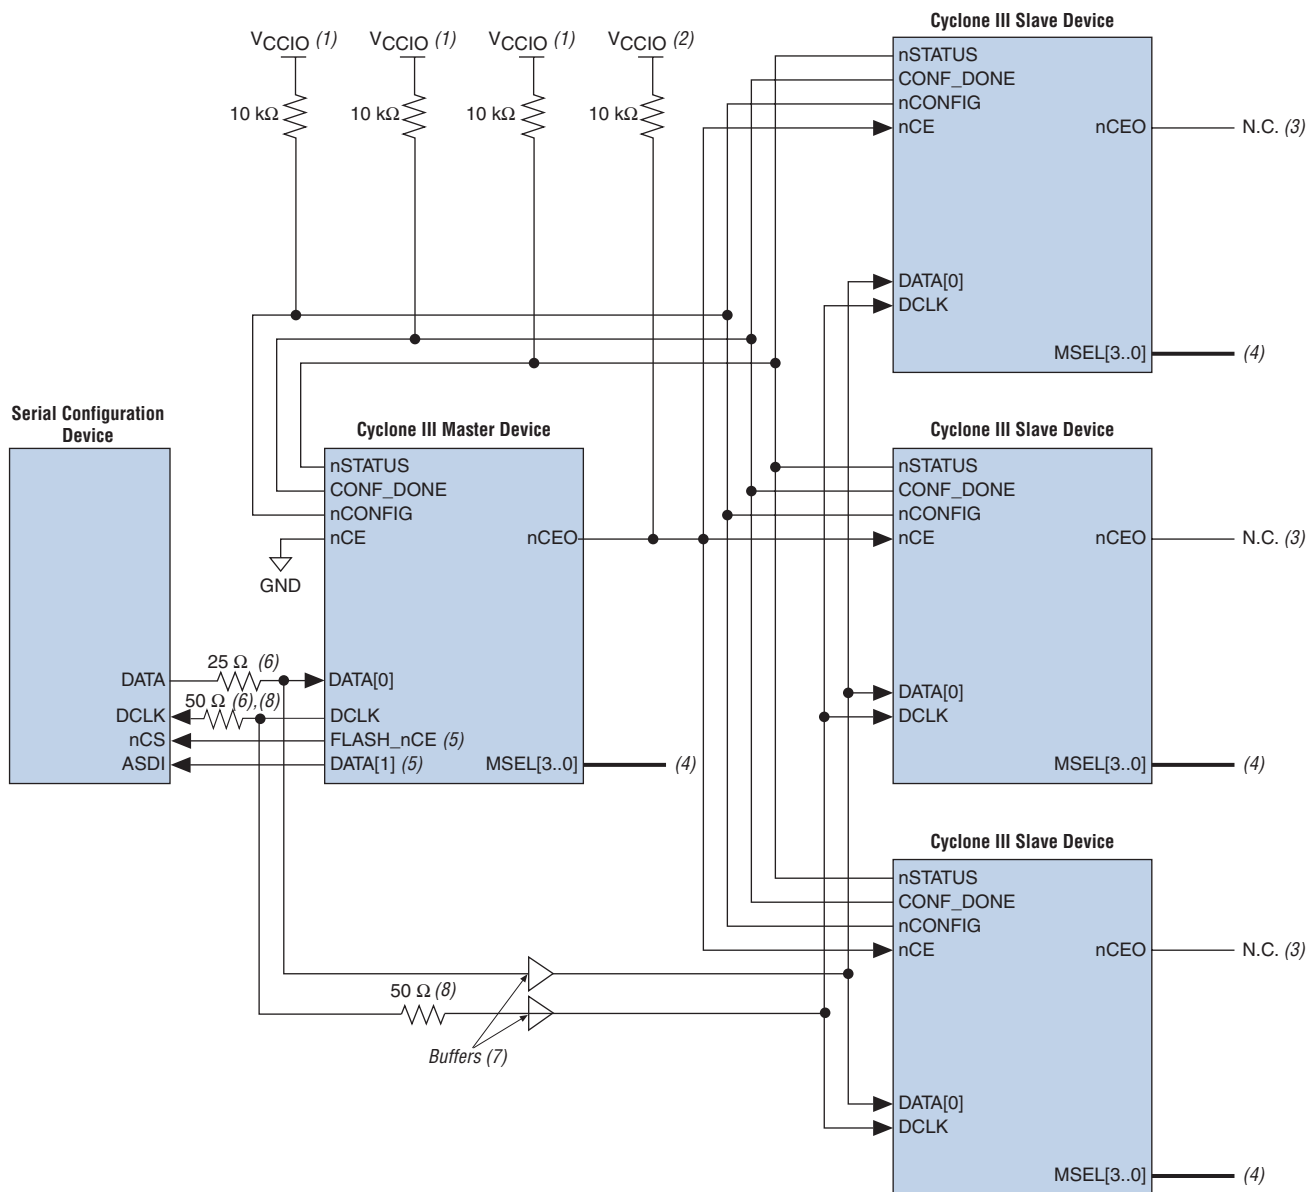 Cyclone III Slave Device
VCCIO (1)
VCCIO (1)
VCCIO (1)
VCCIO (2)
10 kΩ
10 kΩ
10 kΩ
10 kΩ
nSTATUS
CONF_DONE
nCONFIG
nCE
nCEO
N.C. (3)
DATA[0]
DCLK
MSEL[3..0]
(4)
Serial Configuration
Device
DATA
DCLK
nCS
ASDI
25 Ω (6)
50 Ω (6),(8)
Cyclone III Master Device
nSTATUS
CONF_DONE
nCONFIG
nCE
nCEO
GND
DATA[0]
DCLK
FLASH_nCE (5)
DATA[1] (5)
MSEL[3..0]
(4)
Cyclone III Slave Device
nSTATUS
CONF_DONE
nCONFIG
nCE
nCEO
N.C. (3)
DATA[0]
DCLK
MSEL[3..0]
(4)
Cyclone III Slave Device
nSTATUS
CONF_DONE
nCONFIG
nCE
nCEO
N.C. (3)
50 Ω (8)
Buffers (7)
DATA[0]
DCLK
MSEL[3..0]
(4)